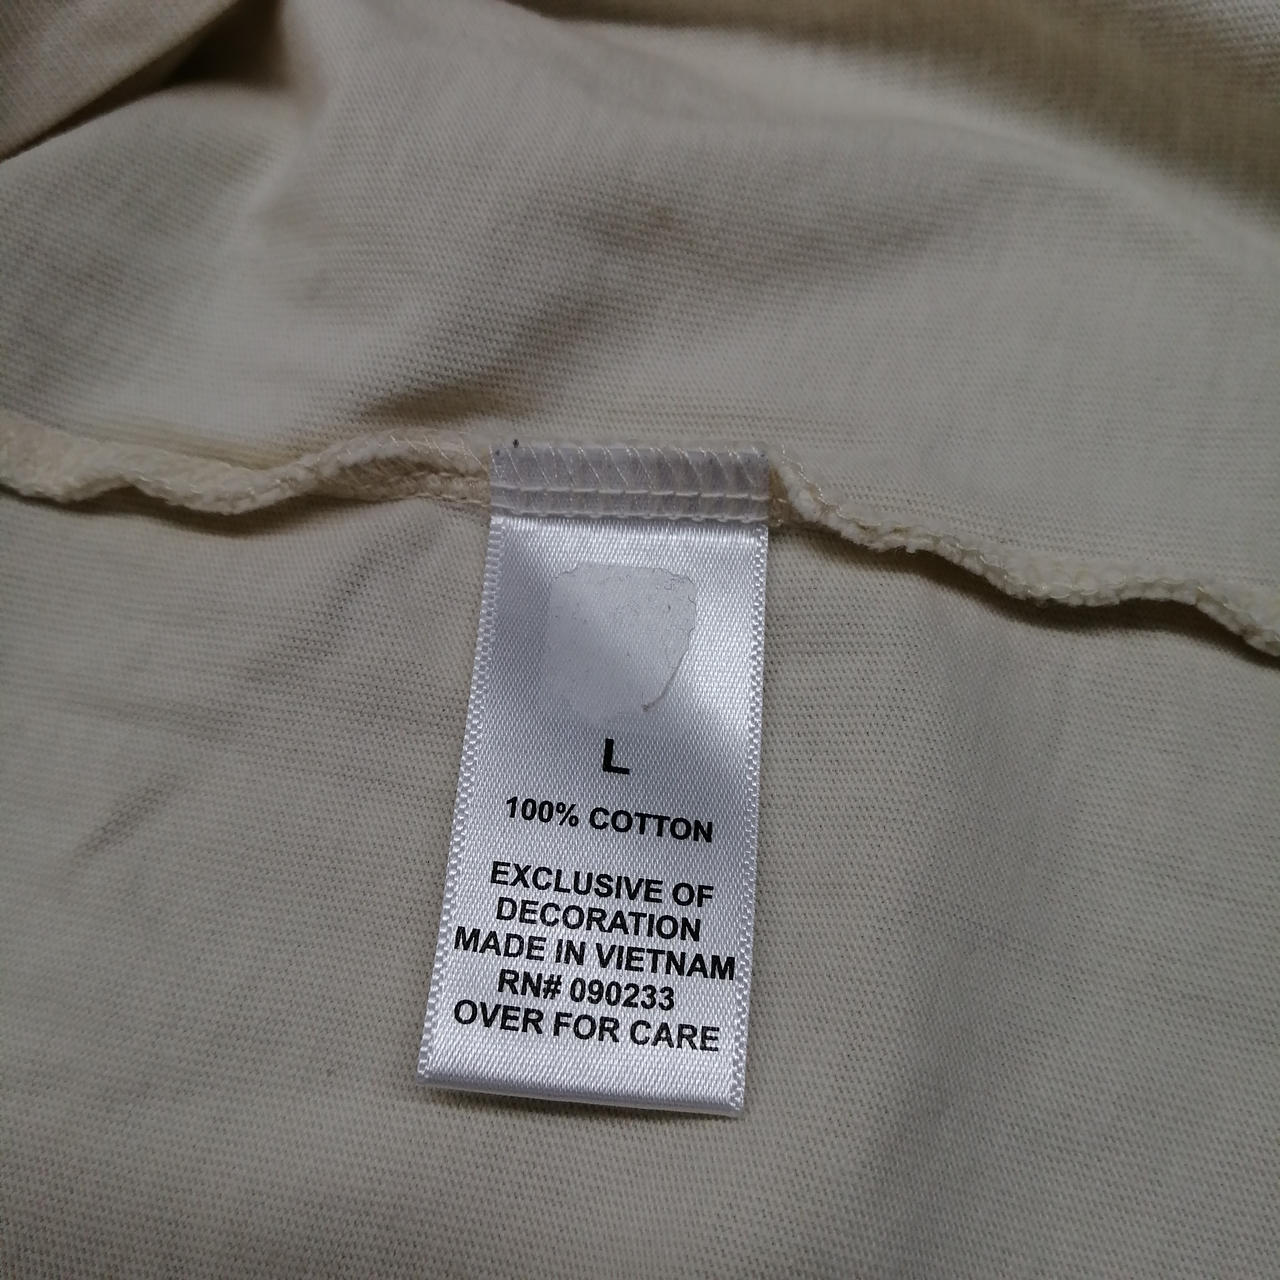 L
100% COTTON
EXCLUSIVE OF
DECORATION
MADE IN VIETNAM
RN# 090233
OVER FOR CARE